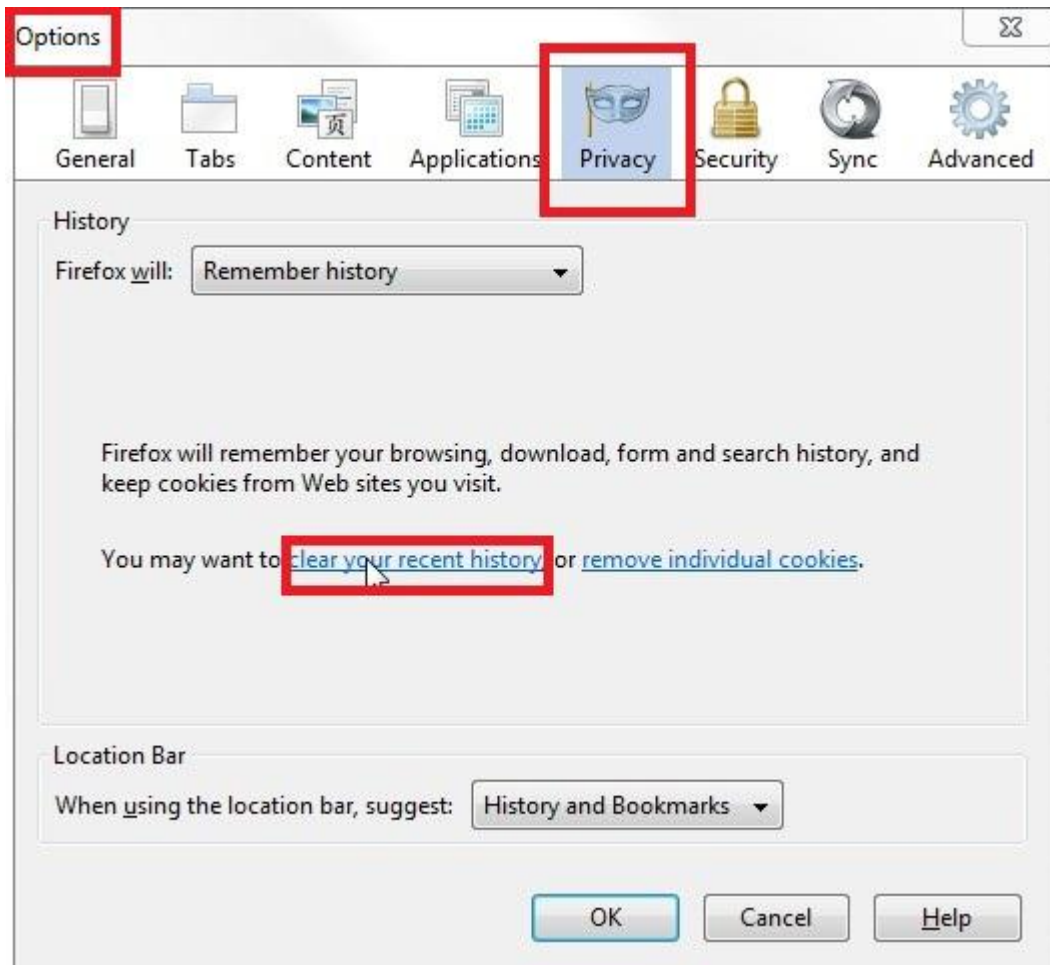 Options
General Tabs Content Applications Privacy Security Sync Advanced
页
History
Firefox will: Remember history
Firefox will remember your browsing, download, form and search history, and
keep cookies from Web sites you visit.
You may want to clear your recent history, or remove individual cookies.
Location Bar
When using the location bar, suggest: History and Bookmarks
OK Cancel Help